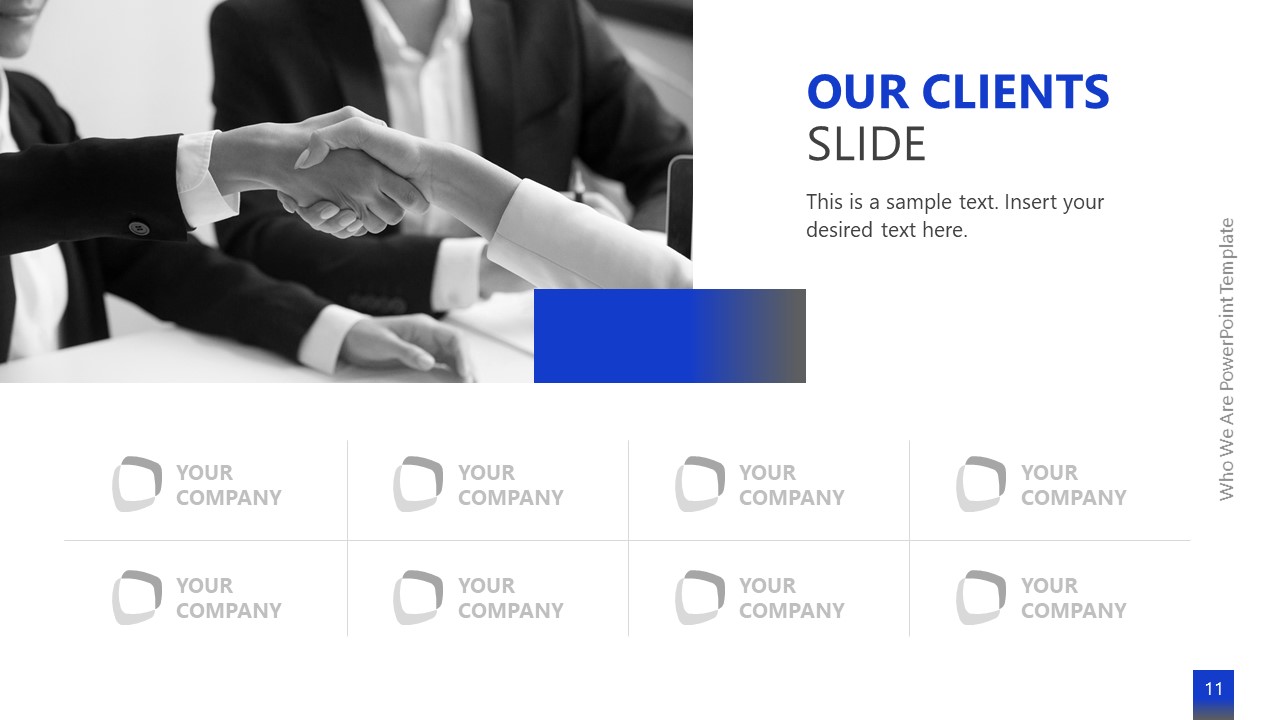 OUR CLIENTS
SLIDE
This is a sample text. Insert your
desired text here.
Who We Are PowerPoint Template
YOUR
COMPANY
YOUR
COMPANY
YOUR
COMPANY
YOUR
COMPANY
YOUR
COMPANY
YOUR
COMPANY
YOUR
COMPANY
YOUR
COMPANY
11